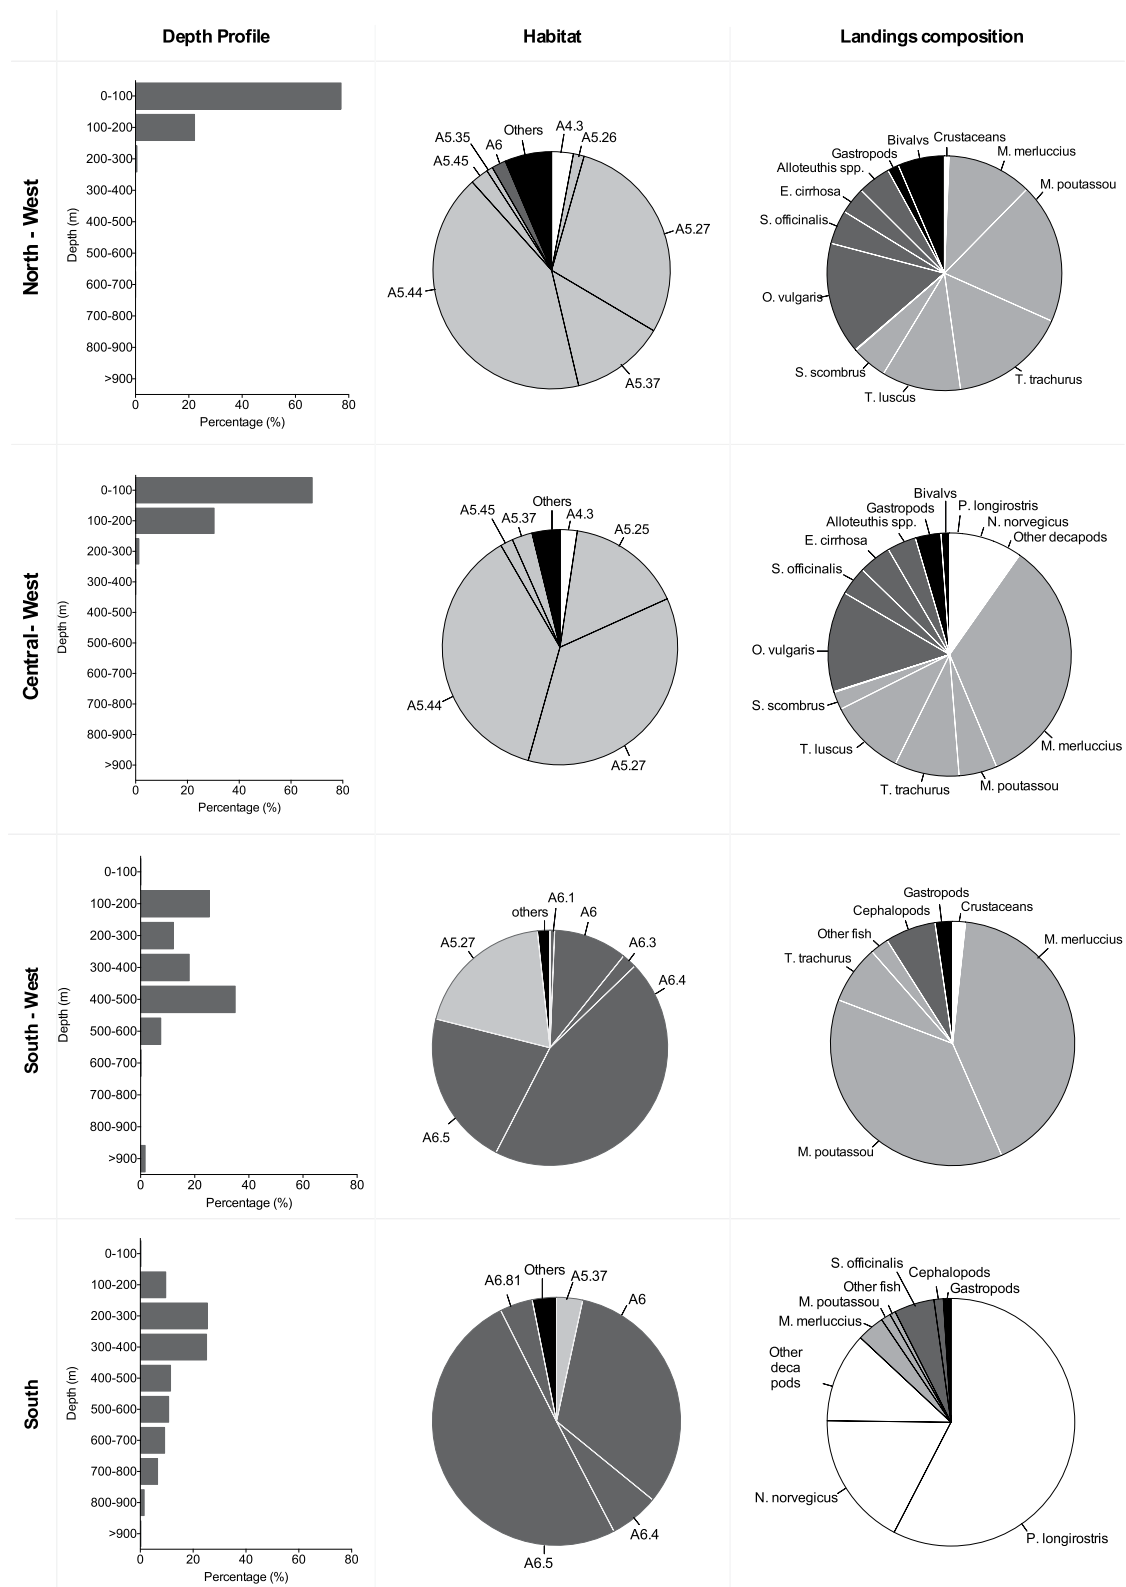 Depth Profile
Habitat
Landings composition
North - West
Depth (m)
0-100
100-200
200-300
300-400
400-500
500-600
600-700
700-800
800-900
>900
0 20 40 60 80
Percentage (%)
A5.35
A6
Others
A4.3
A5.26
A5.45
A5.27
A5.44
A5.37
Bivalvs
Crustaceans
Gastropods
M. merluccius
Alloteuthis spp.
M. poutassou
E. cirrhosa
S. officinalis
O. vulgaris
S. scombrus
T. trachurus
T. luscus
Central - West
Depth (m)
0-100
100-200
200-300
300-400
400-500
500-600
600-700
700-800
800-900
>900
0 20 40 60 80
Percentage (%)
A5.45
A5.37
Others
A4.3
A5.25
A5.44
A5.27
Bivalvs
Gastropods
P. longirostris
Alloteuthis spp.
N. norvegicus
E. cirrhosa
Other decapods
S. officinalis
O. vulgaris
S. scombrus
T. luscus
M. merluccius
T. trachurus
M. poutassou
South - West
Depth (m)
0-100
100-200
200-300
300-400
400-500
500-600
600-700
700-800
800-900
>900
0 20 40 60 80
Percentage (%)
A6.1
others
A6
A5.27
A6.3
A6.4
A6.5
Gastropods
Cephalopods
Crustaceans
Other fish
M. merluccius
T. trachurus
M. poutassou
South
Depth (m)
0-100
100-200
200-300
300-400
400-500
500-600
600-700
700-800
800-900
>900
0 20 40 60 80
Percentage (%)
A6.81
Others
A5.37
A6
A6.4
A6.5
S. officinalis
Cephalopods
Other fish
Gastropods
M. poutassou
M. merluccius
Other
deca
pods
N. norvegicus
P. longirostris